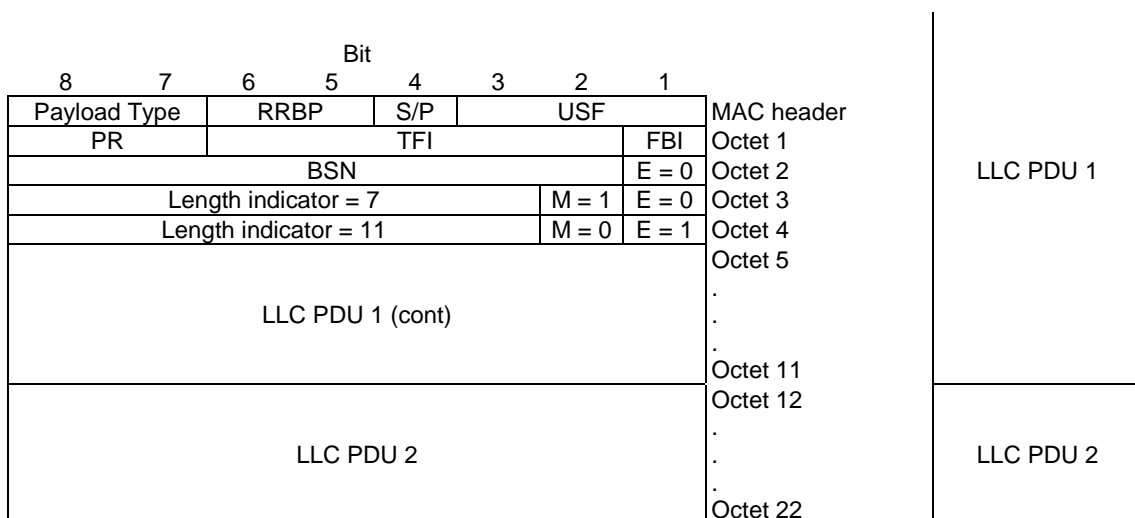 Bit
8 7 6 5 4 3 2 1
Payload Type RRBP S/P USF MAC header
PR TFI FBI Octet 1
BSN E = 0 Octet 2 LLC PDU 1
Length indicator = 7 M = 1 E = 0 Octet 3
Length indicator = 11 M = 0 E = 1 Octet 4
Octet 5
.
LLC PDU 1 (cont) .
.
Octet 11
Octet 12
.
LLC PDU 2 . LLC PDU 2
.
Octet 22